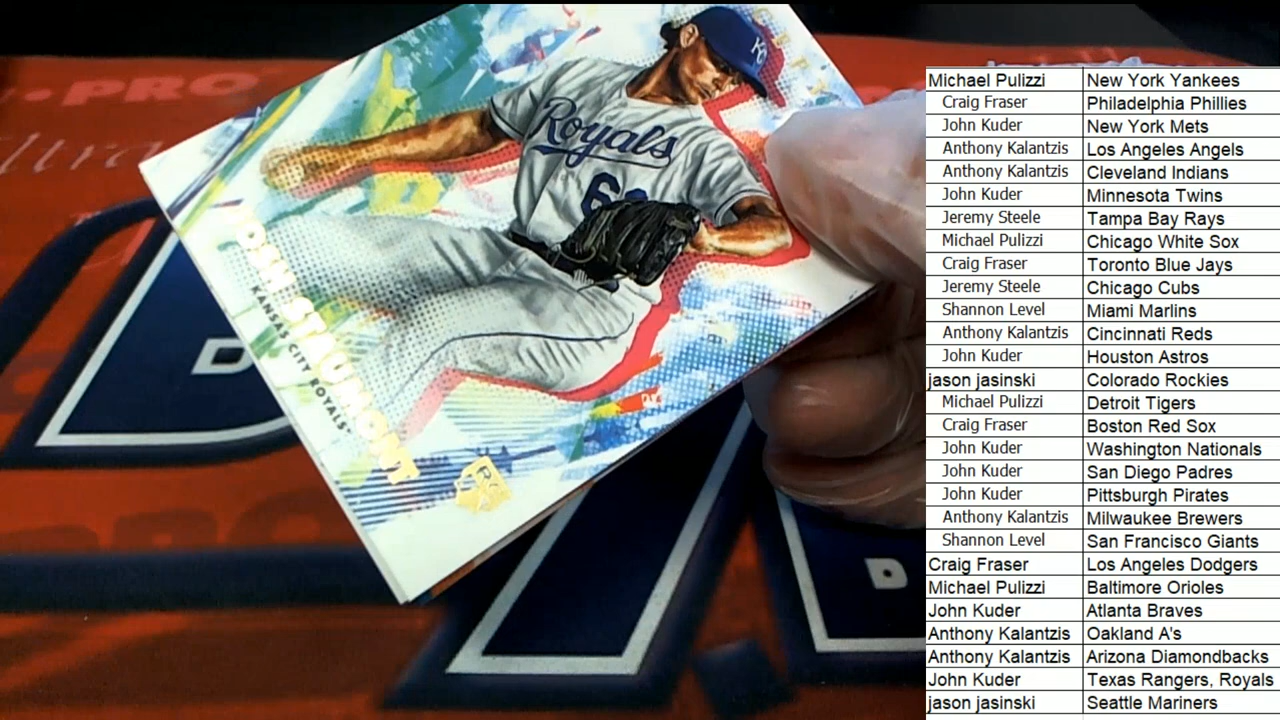 PRO
Royals
KC
JOSH STAUMONT
KANSAS CITY ROYALS
RC
D
D
Michael Pulizzi New York Yankees
Craig Fraser Philadelphia Phillies
John Kuder New York Mets
Anthony Kalantzis Los Angeles Angels
Anthony Kalantzis Cleveland Indians
John Kuder Minnesota Twins
Jeremy Steele Tampa Bay Rays
Michael Pulizzi Chicago White Sox
Craig Fraser Toronto Blue Jays
Jeremy Steele Chicago Cubs
Shannon Level Miami Marlins
Anthony Kalantzis Cincinnati Reds
John Kuder Houston Astros
jason jasinski Colorado Rockies
Michael Pulizzi Detroit Tigers
Craig Fraser Boston Red Sox
John Kuder Washington Nationals
John Kuder San Diego Padres
John Kuder Pittsburgh Pirates
Anthony Kalantzis Milwaukee Brewers
Shannon Level San Francisco Giants
Craig Fraser Los Angeles Dodgers
Michael Pulizzi Baltimore Orioles
John Kuder Atlanta Braves
Anthony Kalantzis Oakland A's
Anthony Kalantzis Arizona Diamondbacks
John Kuder Texas Rangers, Royals
jason jasinski Seattle Mariners